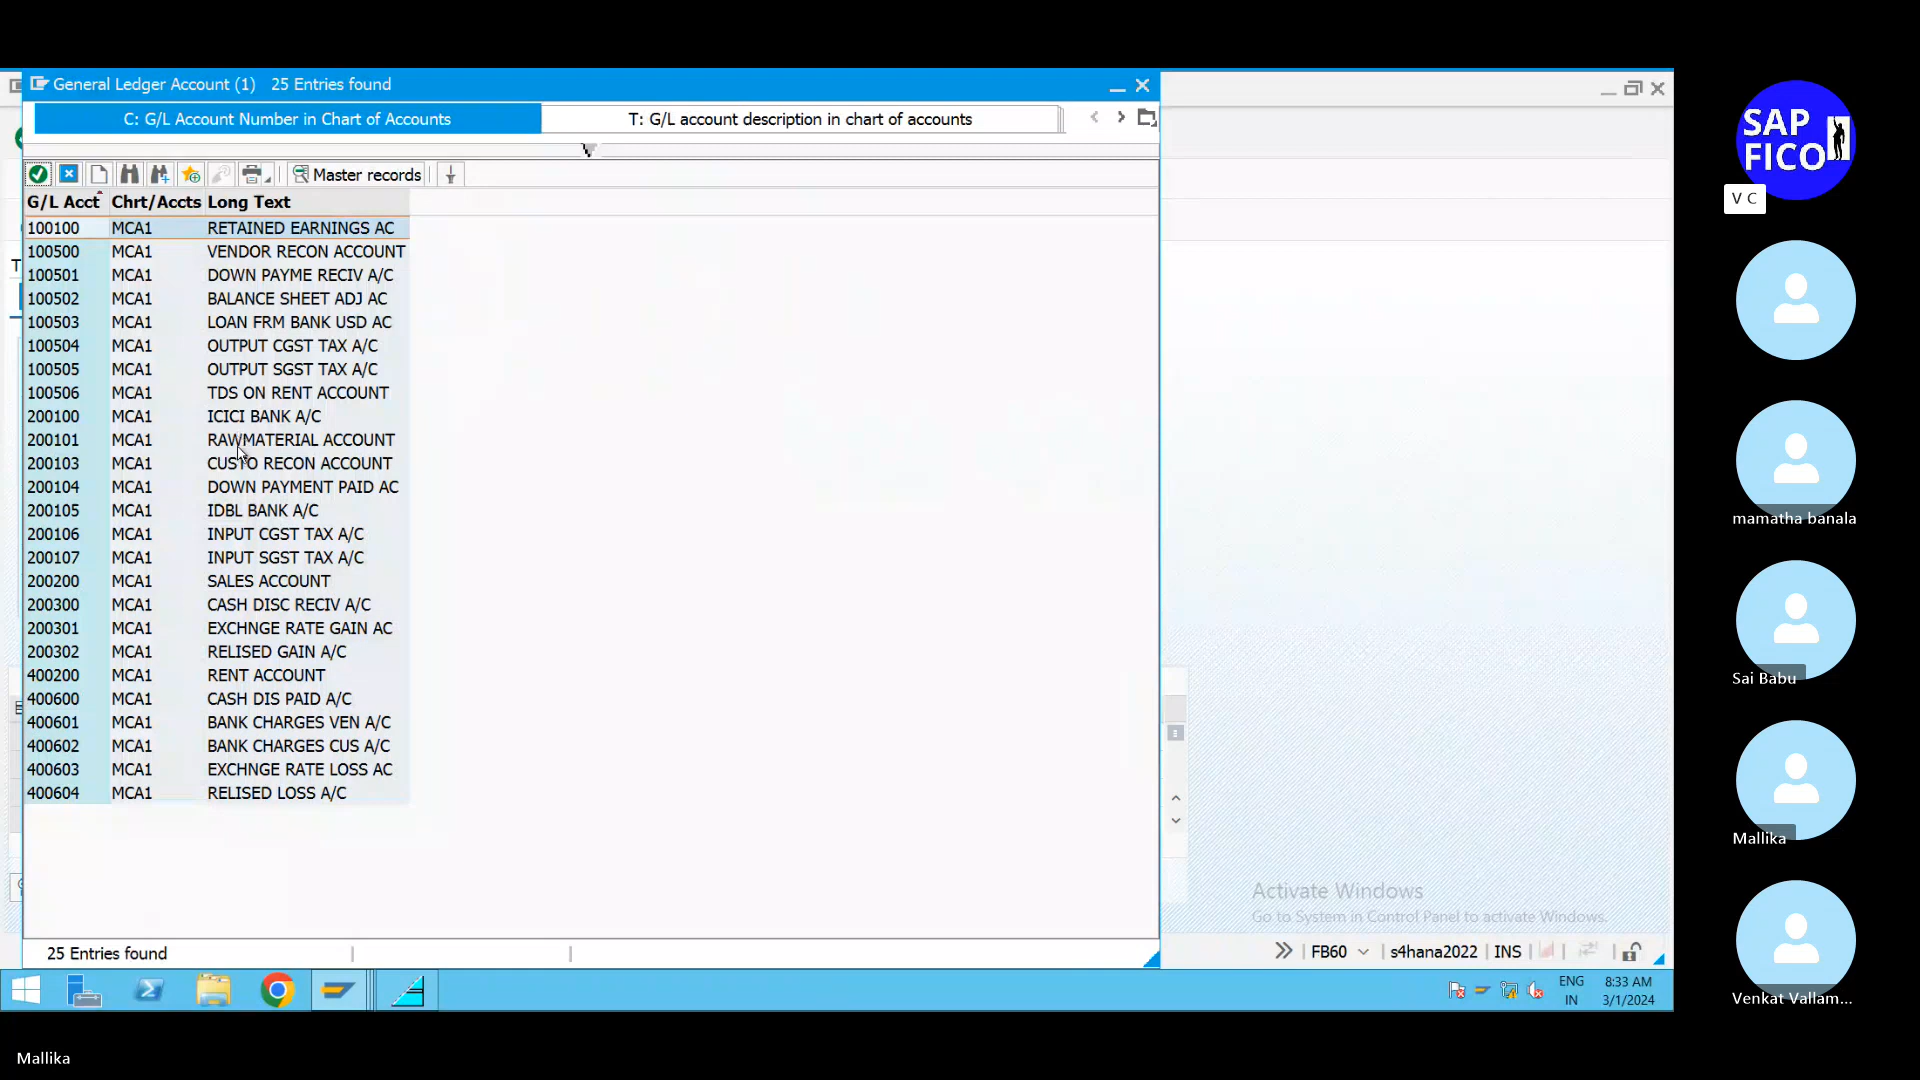 General Ledger Account (1) 25 Entries found
C: G/L Account Number in Chart of Accounts
T: G/L account description in chart of accounts
Master records
G/L Acct Chrt/Accts Long Text
100100 MCA1 RETAINED EARNINGS AC
100500 MCA1 VENDOR RECON ACCOUNT
100501 MCA1 DOWN PAYME RECIV A/C
100502 MCA1 BALANCE SHEET ADJ AC
100503 MCA1 LOAN FRM BANK USD AC
100504 MCA1 OUTPUT CGST TAX A/C
100505 MCA1 OUTPUT SGST TAX A/C
100506 MCA1 TDS ON RENT ACCOUNT
200100 MCA1 ICICI BANK A/C
200101 MCA1 RAWMATERIAL ACCOUNT
200103 MCA1 CUSTO RECON ACCOUNT
200104 MCA1 DOWN PAYMENT PAID AC
200105 MCA1 IDBL BANK A/C
200106 MCA1 INPUT CGST TAX A/C
200107 MCA1 INPUT SGST TAX A/C
200200 MCA1 SALES ACCOUNT
200300 MCA1 CASH DISC RECIV A/C
200301 MCA1 EXCHNGE RATE GAIN AC
200302 MCA1 RELISED GAIN A/C
400200 MCA1 RENT ACCOUNT
400600 MCA1 CASH DIS PAID A/C
400601 MCA1 BANK CHARGES VEN A/C
400602 MCA1 BANK CHARGES CUS A/C
400603 MCA1 EXCHNGE RATE LOSS AC
400604 MCA1 RELISED LOSS A/C
25 Entries found
Activate Windows
Go to System in Control Panel to activate Windows.
FB60 s4hana2022 INS
ENG
IN
8:33 AM
3/1/2024
SAP
FICO
V C
mamatha banala
Sai Babu
Mallika
Venkat Vallam...
Mallika